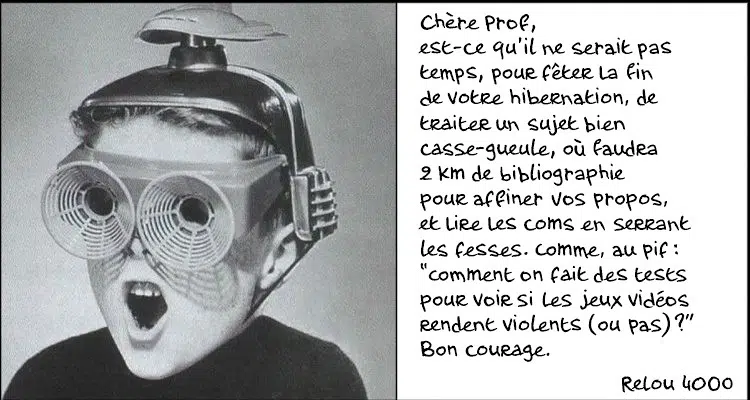 Chère Prof,
est-ce qu'il ne serait pas
temps, pour fêter la fin
de votre hibernation, de
traiter un sujet bien
casse-gueule, où faudra
2 km de bibliographie
pour affiner vos propos,
et lire les coms en serrant
les fesses. Comme, au pif :
"comment on fait des tests
pour voir si les jeux vidéos
rendent violents (ou pas) ?"
Bon courage.
Relou 4000